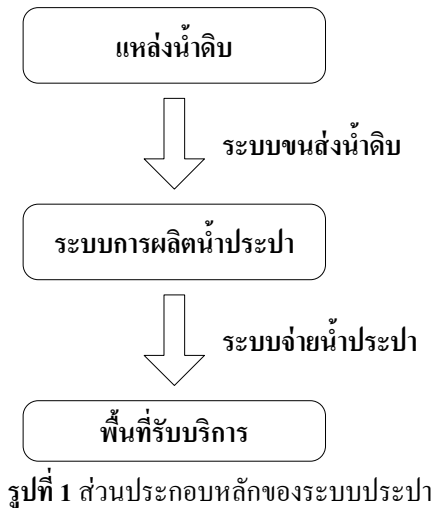 แหล่งน้ำดิบ
ระบบขนส่งน้ำดิบ
ระบบการผลิตน้ำประปา
ระบบจ่ายน้ำประปา
พื้นที่รับบริการ
รูปที่ 1 ส่วนประกอบหลักของระบบประปา